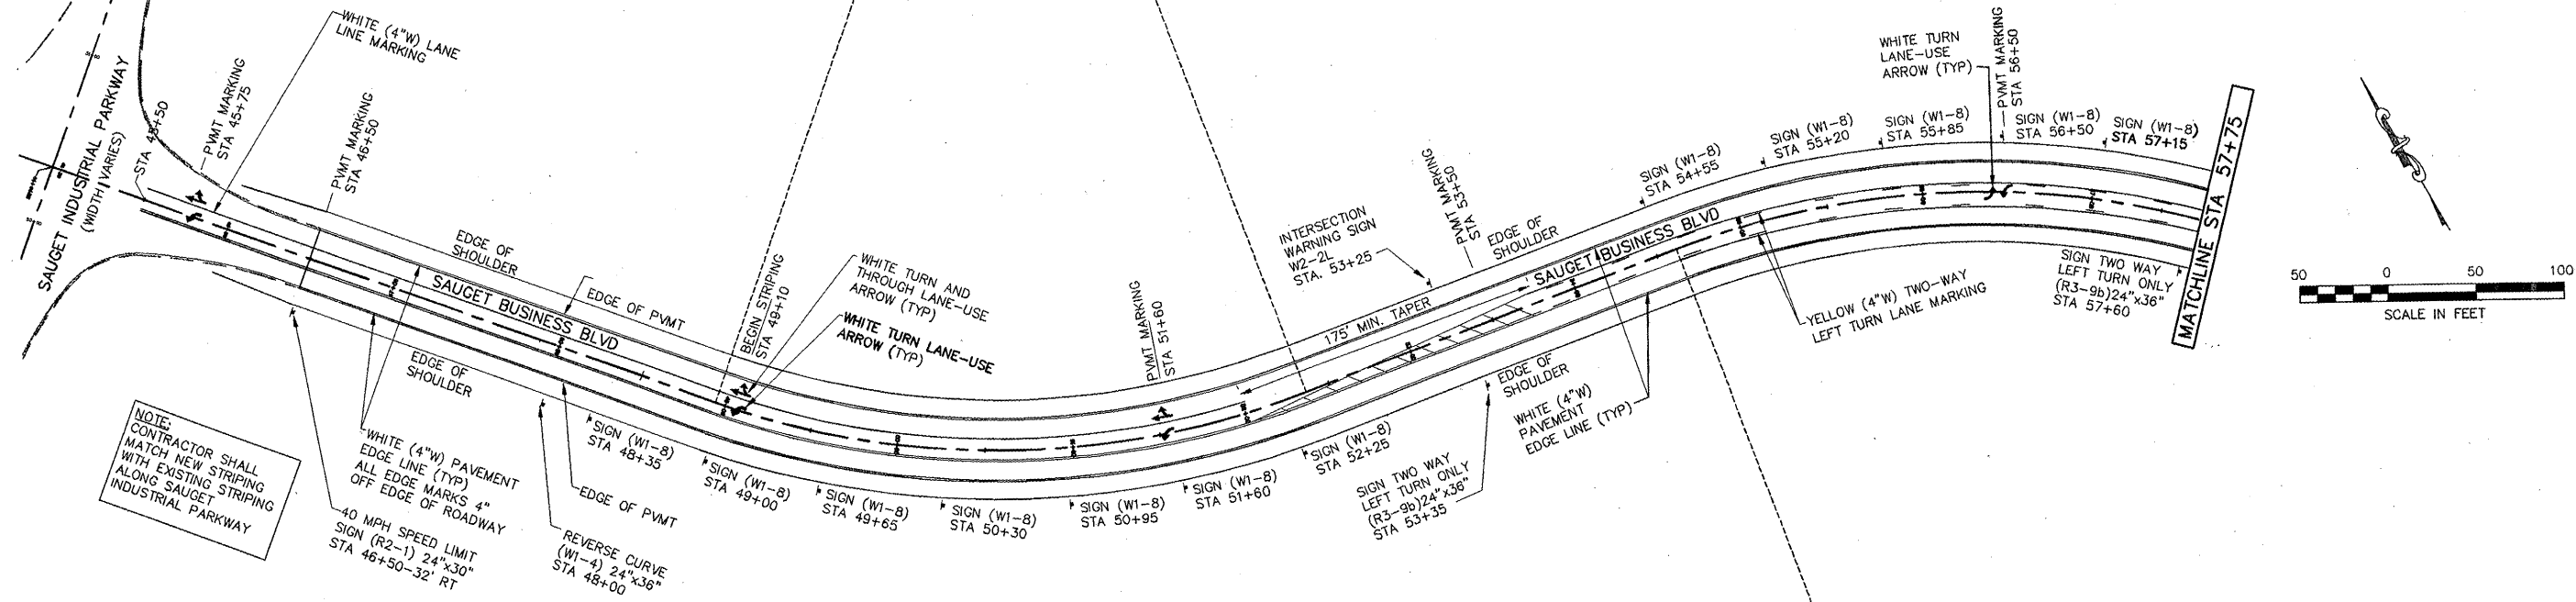 WHITE (4"W) LANE
LINE MARKING
SAUGET INDUSTRIAL PARKWAY
(WIDTH VARIES)
STA 45+50
PVMT MARKING
STA 45+75
PVMT MARKING
STA 46+50
EDGE OF
SHOULDER
SAUGET BUSINESS BLVD
EDGE OF PVMT
EDGE OF
SHOULDER
NOTE:
CONTRACTOR SHALL
MATCH NEW STRIPING
WITH EXISTING STRIPING
ALONG SAUGET
INDUSTRIAL PARKWAY
WHITE (4"W) PAVEMENT
EDGE LINE (TYP)
ALL EDGE MARKS 4"
OFF EDGE OF ROADWAY
40 MPH SPEED LIMIT
SIGN (R2-1) 24"x30"
STA 46+50-32' RT
REVERSE CURVE
(W1-4) 24"x36"
STA 48+00
EDGE OF PVMT
SIGN (W1-8)
STA 48+35
SIGN (W1-8)
STA 49+00
SIGN (W1-8)
STA 49+65
SIGN (W1-8)
STA 50+30
SIGN (W1-8)
STA 50+95
SIGN (W1-8)
STA 51+60
SIGN (W1-8)
STA 52+25
BEGIN STRIPING
STA 49+10
WHITE TURN AND
THROUGH LANE-USE
ARROW (TYP)
WHITE TURN LANE-USE
ARROW (TYP)
PVMT MARKING
STA 51+60
175' MIN. TAPER
INTERSECTION
WARNING SIGN
W2-2L
STA. 53+25
PVMT MARKING
STA 53+50
EDGE OF
SHOULDER
SAUGET BUSINESS BLVD
SIGN TWO WAY
LEFT TURN ONLY
(R3-9b)24"x36"
STA 53+35
EDGE OF
SHOULDER
WHITE (4"W)
PAVEMENT
EDGE LINE (TYP)
SIGN (W1-8)
STA 54+55
SIGN (W1-8)
STA 55+20
SIGN (W1-8)
STA 55+85
WHITE TURN
LANE-USE
ARROW (TYP)
PVMT MARKING
STA 56+50
SIGN (W1-8)
STA 56+50
SIGN (W1-8)
STA 57+15
YELLOW (4"W) TWO-WAY
LEFT TURN LANE MARKING
SIGN TWO WAY
LEFT TURN ONLY
(R3-9b)24"x36"
STA 57+60
MATCHLINE STA 57+75
50 0 50 100
SCALE IN FEET